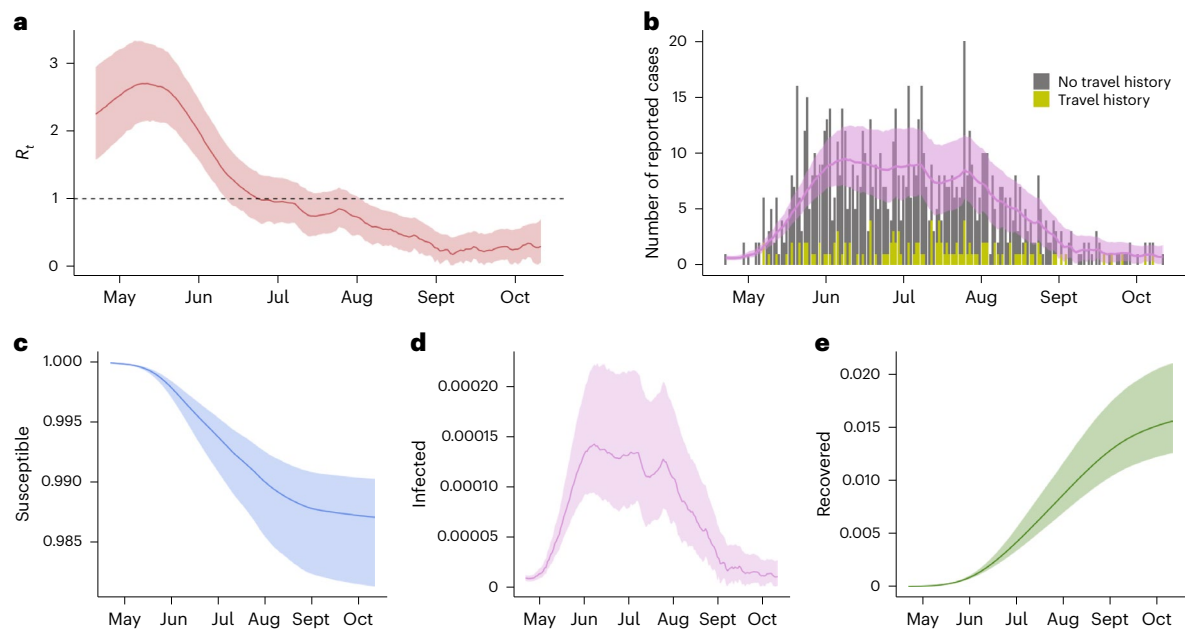 a
3
2
1
0
R_t
May Jun Jul Aug Sept Oct
b
20
15
10
5
0
Number of reported cases
No travel history
Travel history
May Jun Jul Aug Sept Oct
c
1.000
0.995
0.990
0.985
Susceptible
May Jun Jul Aug Sept Oct
d
0.00020
0.00015
0.00010
0.00005
0
Infected
May Jun Jul Aug Sept Oct
e
0.020
0.015
0.010
0.005
0
Recovered
May Jun Jul Aug Sept Oct